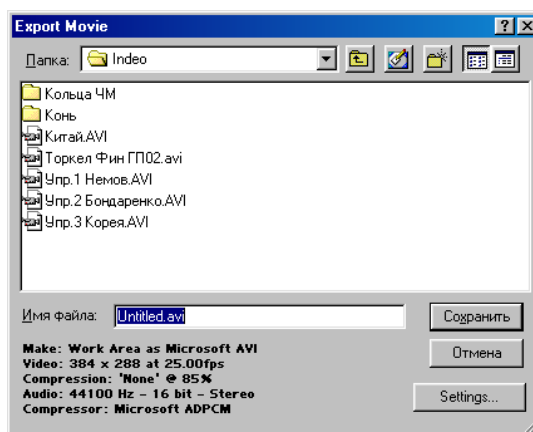 Export Movie
Папка: Indeo
Кольца ЧМ
Конь
Китай.AVI
Торкел Фин ГП02.avi
Упр.1 Немов.AVI
Упр.2 Бондаренко.AVI
Упр.3 Корея.AVI
Имя файла: Untitled.avi
Сохранить
Make: Work Area as Microsoft AVI
Отмена
Video: 384 x 288 at 25.00fps
Compression: 'None' @ 85%
Audio: 44100 Hz - 16 bit - Stereo
Settings...
Compressor: Microsoft ADPCM